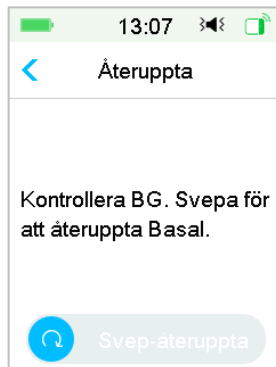 13:07
Återuppta
Kontrollera BG. Svepa för
att återuppta Basal.
Svep-återuppta